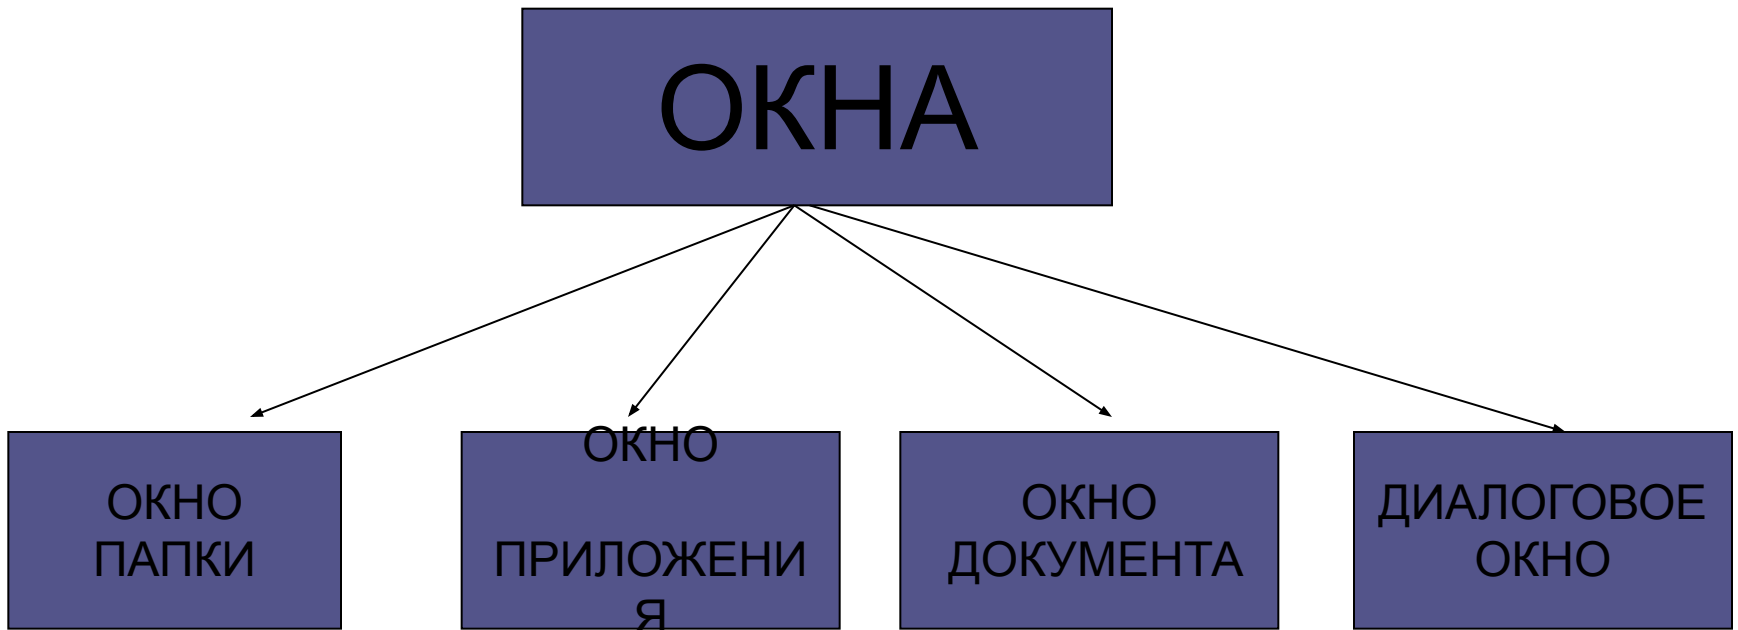 ОКНА
ОКНО
ПАПКИ
ОКНО
ПРИЛОЖЕНИ
Я
ОКНО
ДОКУМЕНТА
ДИАЛОГОВОЕ
ОКНО